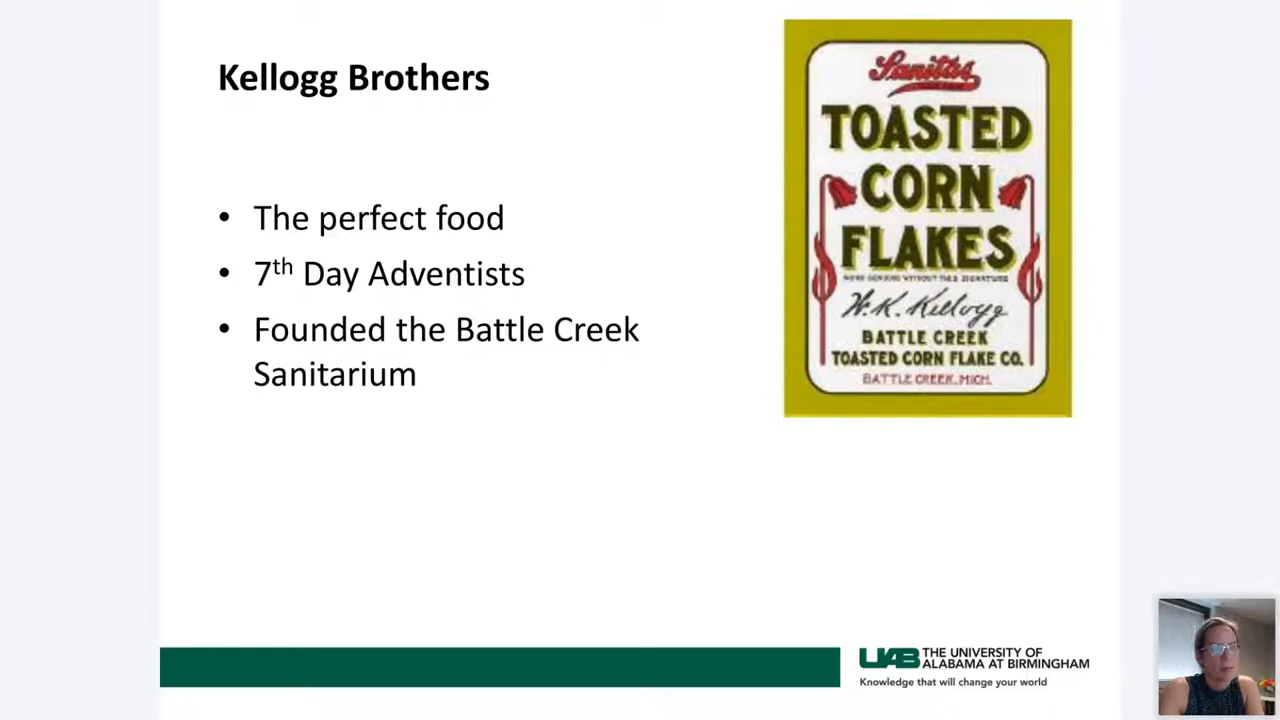 Kellogg Brothers
• The perfect food
• 7th Day Adventists
• Founded the Battle Creek
Sanitarium
Sanitas
TOASTED
CORN
FLAKES
NONE GENUINE WITHOUT THIS SIGNATURE
W.K. Kellogg
BATTLE CREEK
TOASTED CORN FLAKE CO.
BATTLE CREEK, MICH.
UAB THE UNIVERSITY OF
ALABAMA AT BIRMINGHAM
Knowledge that will change your world